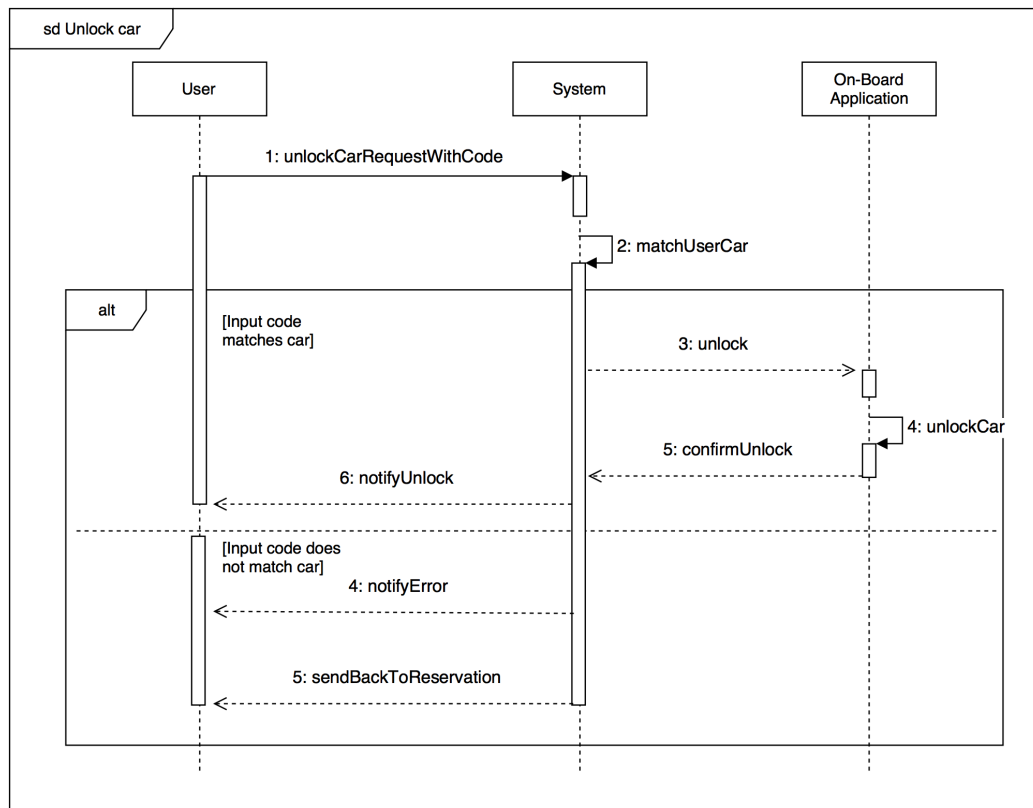 sd Unlock car
User
System
On-Board
Application
1: unlockCarRequestWithCode
2: matchUserCar
alt
[Input code
matches car]
3: unlock
4: unlockCar
5: confirmUnlock
6: notifyUnlock
[Input code does
not match car]
4: notifyError
5: sendBackToReservation